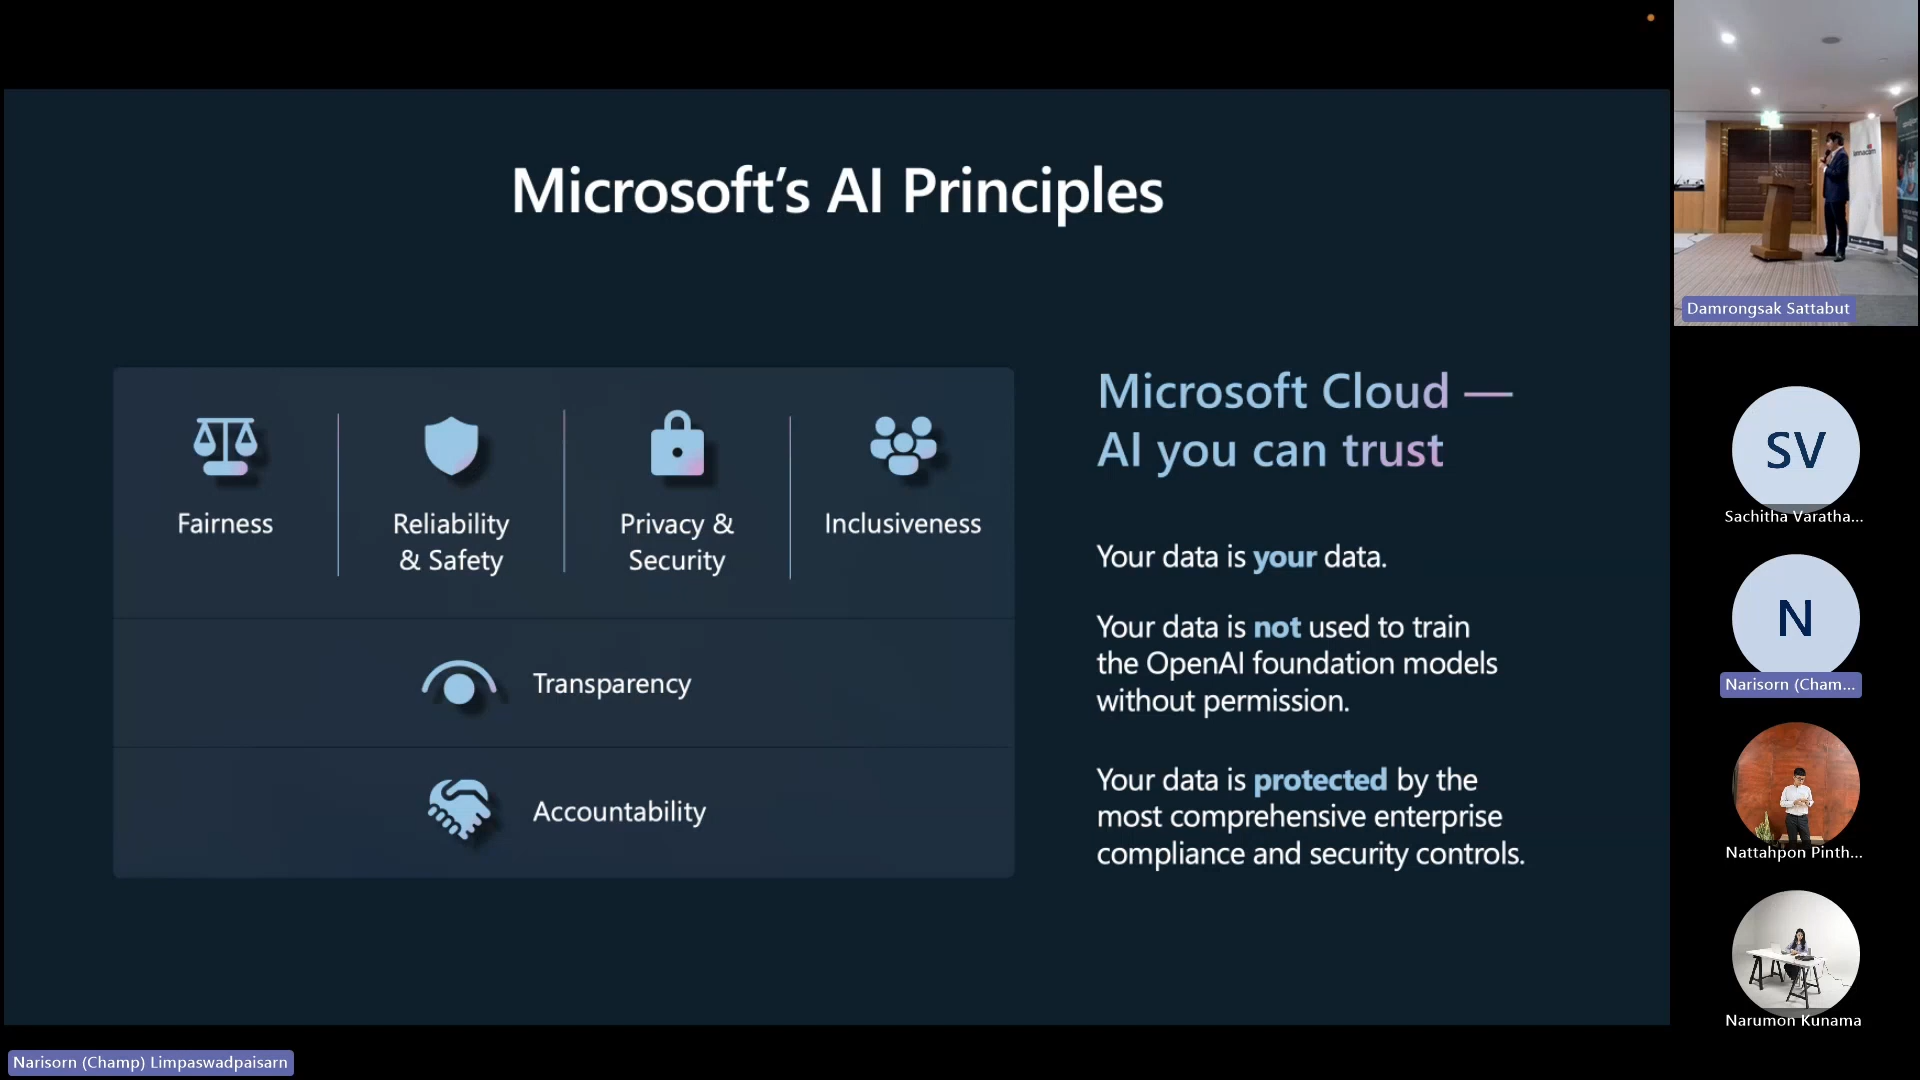 Microsoft's AI Principles
Fairness
Reliability
& Safety
Privacy &
Security
Inclusiveness
Transparency
Accountability
Microsoft Cloud —
AI you can trust
Your data is your data.
Your data is not used to train
the OpenAI foundation models
without permission.
Your data is protected by the
most comprehensive enterprise
compliance and security controls.
Damrongsak Sattabut
SV
Sachitha Varatha...
N
Narisorn (Cham...
Nattahpon Pinth...
Narumon Kunama
Narisorn (Champ) Limpaswadpaisarn